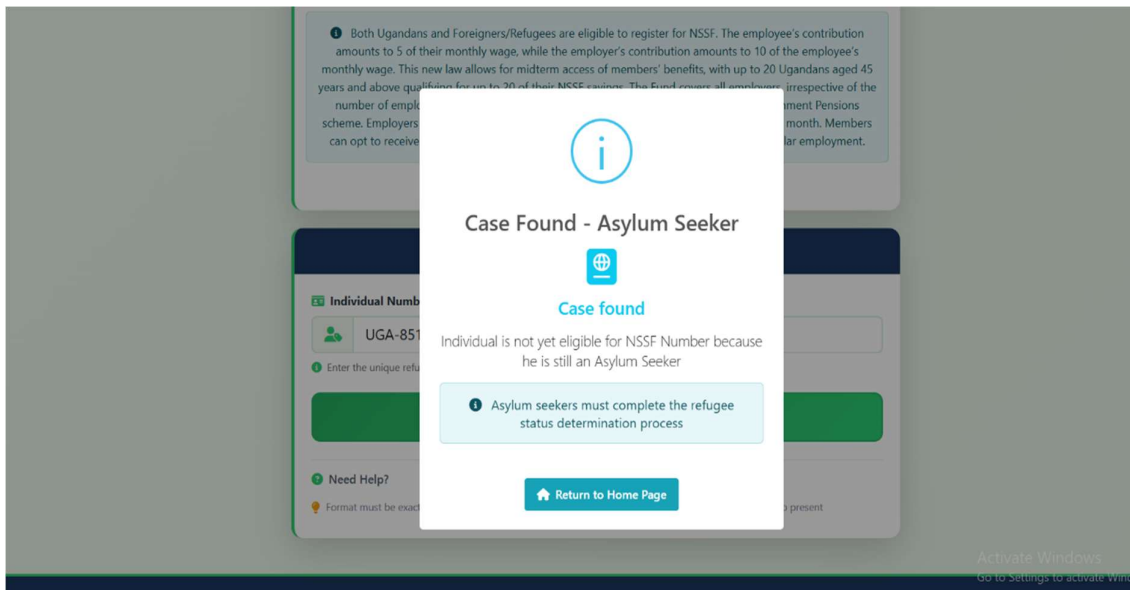 Both Ugandans and Foreigners/Refugees are eligible to register for NSSF. The employee's contribution
amounts to 5 of their monthly wage, while the employer's contribution amounts to 10 of the employee's
monthly wage. This new law allows for midterm access of members' benefits, with up to 20 Ugandans aged 45
years and above qualifying for up to 20 of their NSSF savings. The Fund covers all employers, irrespective of the
number of emplo
nment Pensions
scheme. Employers
month. Members
can opt to receive
lar employment.
Case Found - Asylum Seeker
Case found
Individual is not yet eligible for NSSF Number because
he is still an Asylum Seeker
Asylum seekers must complete the refugee
status determination process
Return to Home Page
Individual Numb
UGA-851
Enter the unique refu
Need Help?
Format must be exact
present
Activate Windows
Go to Settings to activate Wind